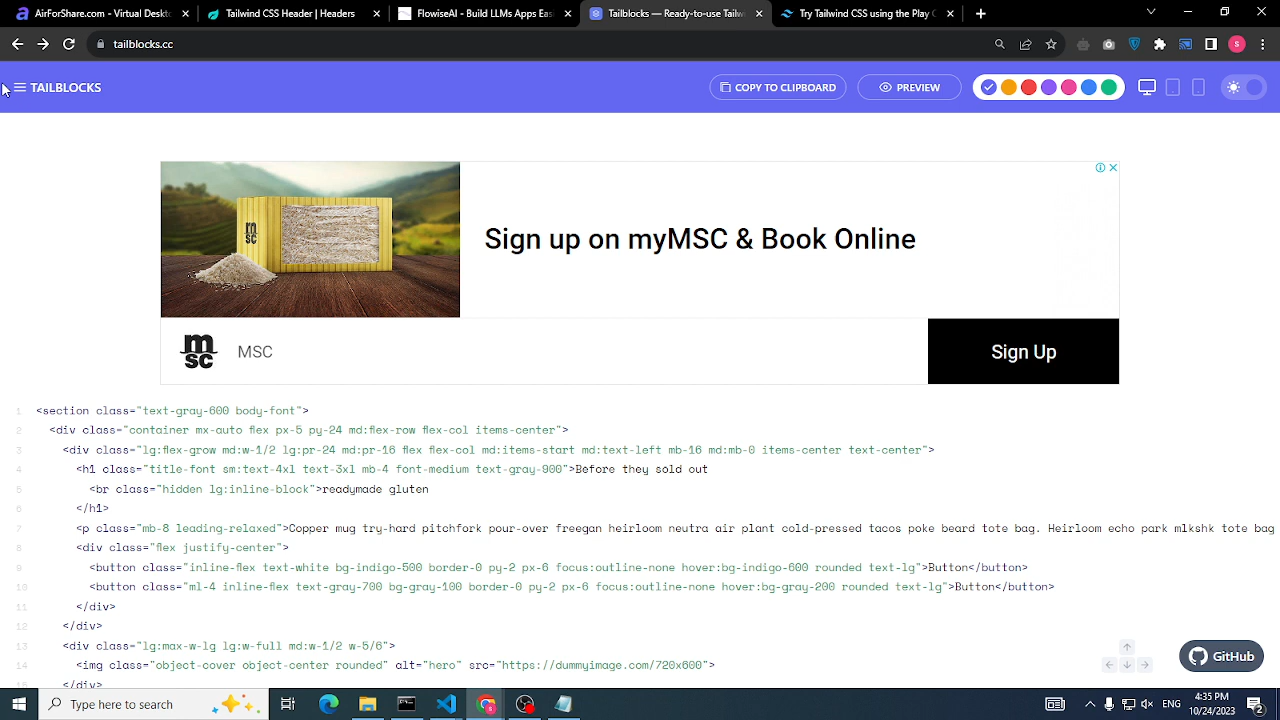 AirForShare.com - Virtual Deskto
Tailwind CSS Header | Headers
FlowiseAI - Build LLMs Apps Eas
Tailblocks — Ready-to-use Tailw
Try Tailwind CSS using the Play C
tailblocks.cc
S
TAILBLOCKS
COPY TO CLIPBOARD
PREVIEW
m
sc
Sign up on myMSC & Book Online
m
sc
MSC
Sign Up
1 <section class="text-gray-600 body-font">
2 <div class="container mx-auto flex px-5 py-24 md:flex-row flex-col items-center">
3 <div class="lg:flex-grow md:w-1/2 lg:pr-24 md:pr-16 flex flex-col md:items-start md:text-left mb-16 md:mb-0 items-center text-center">
4 <h1 class="title-font sm:text-4xl text-3xl mb-4 font-medium text-gray-900">Before they sold out
5 <br class="hidden lg:inline-block">readymade gluten
6 </h1>
7 <p class="mb-8 leading-relaxed">Copper mug try-hard pitchfork pour-over freegan heirloom neutra air plant cold-pressed tacos poke beard tote bag. Heirloom echo park mlkshk tote bag
8 <div class="flex justify-center">
9 <button class="inline-flex text-white bg-indigo-500 border-0 py-2 px-6 focus:outline-none hover:bg-indigo-600 rounded text-lg">Button</button>
10 <button class="ml-4 inline-flex text-gray-700 bg-gray-100 border-0 py-2 px-6 focus:outline-none hover:bg-gray-200 rounded text-lg">Button</button>
11 </div>
12 </div>
13 <div class="lg:max-w-lg lg:w-full md:w-1/2 w-5/6">
14 <img class="object-cover object-center rounded" alt="hero" src="https://dummyimage.com/720x600">
15 </div>
GitHub
Type here to search
ENG
4:35 PM
10/24/2023
2